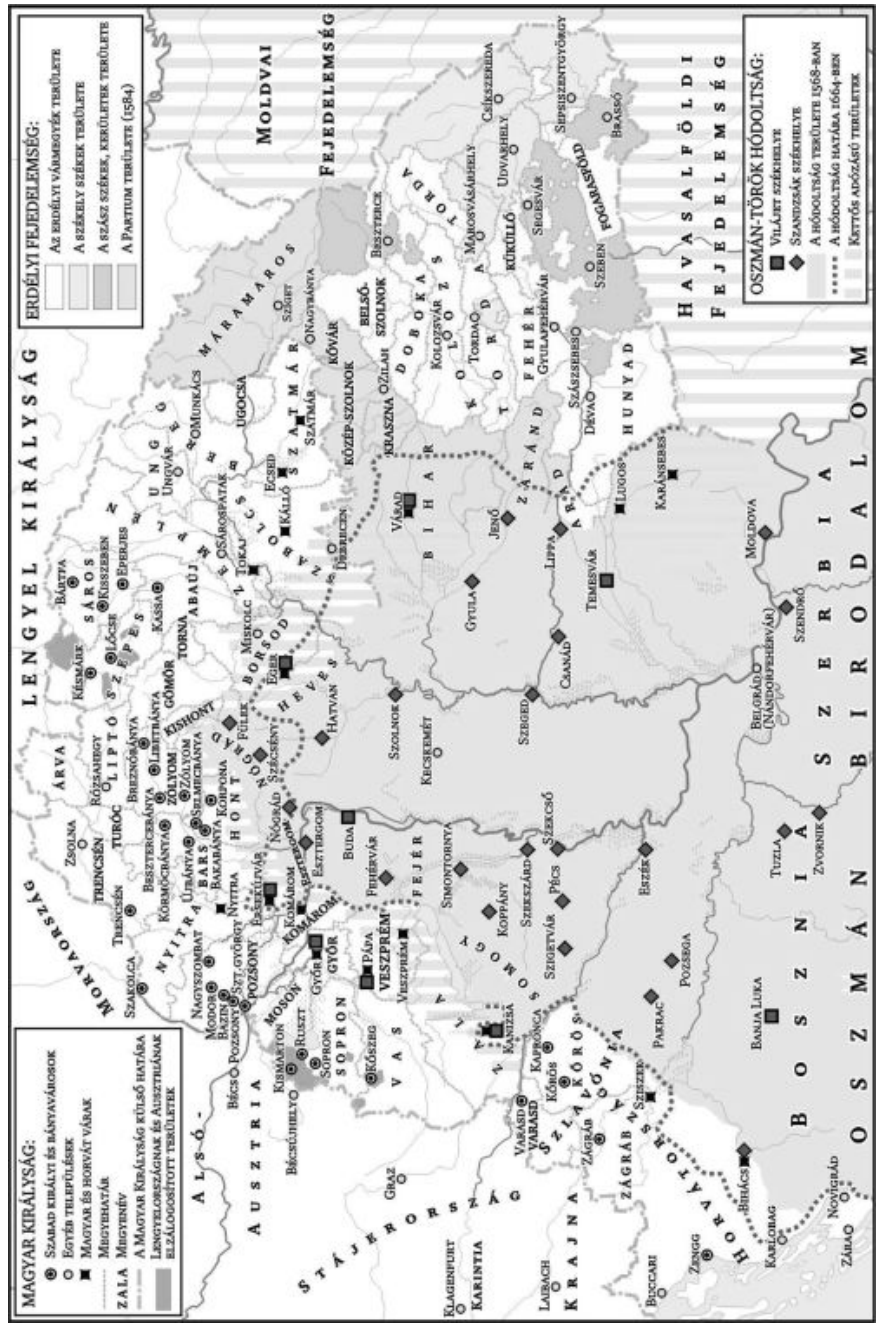 MAGYAR KIRÁLYSÁG:
SZABAD KIRÁLYI ÉS BÁNYAVÁROSOK
EGYÉB TELEPÜLÉSEK
MAGYAR ÉS HORVÁT VÁRAK
MEGYEHATÁR
ZALA MEGYENÉV
A MAGYAR KIRÁLYSÁG KÜLSŐ HATÁRA
LENGYELORSZÁGNAK ÉS AUSZTRIÁNAK
ELZÁLOGOSÍTOTT TERÜLETEK
ERDÉLYI FEJEDELEMSÉG:
AZ ERDÉLYI VÁRMEGYÉK TERÜLETE
A SZÉKELY SZÉKEK TERÜLETE
A SZÁSZ SZÉKEK, KERÜLETEK TERÜLETE
A PARTIUM TERÜLETE (1584)
OSZMÁN-TÖRÖK HÓDOLTSÁG:
VILÁJET SZÉKHELYE
SZANDZSÁK SZÉKHELYE
A HÓDOLTSÁG TERÜLETE 1568-BAN
A HÓDOLTSÁG HATÁRA 1664-BEN
KETTŐS ADÓZÁSÚ TERÜLETEK
LENGYEL KIRÁLYSÁG
MORVAORSZÁG
ALSÓ-
AUSZTRIA
STÁJERORSZÁG
KARINTIA
KRAJNA
SZLAVÓNIA
HORVÁTORSZÁG
BOSZNIA
SZERBIA
OSZMÁN BIRODALOM
MOLDVAI
FEJEDELEMSÉG
HAVASALFÖLDI
FEJEDELEMSÉG
ÁRVA
TRENCSÉN
TURÓC
LIPTÓ
SZEPES
SÁROS
ZÓLYOM
KISHONT
GÖMÖR
TORNA
ABAÚJ
ZEMPLÉN
UNG
BEREG
UGOCSA
MÁRAMAROS
SZATMÁR
SZABOLCS
BORSOD
HEVES
NÓGRÁD
HONT
BARS
NYITRA
POZSONY
MOSON
GYŐR
KOMÁROM
ESZTERGOM
SOPRON
VAS
VESZPRÉM
FEJÉR
ZALA
SOMOGY
VARASD
KŐRÖS
ZÁGRÁB
BIHAR
KÖZÉP-SZOLNOK
KRASZNA
KŐVÁR
BELSŐ-
SZOLNOK
DOBOKA
KOLOZS
TORDA
KÜKÜLLŐ
FEHÉR
HUNYAD
ZARÁND
ARAD
FOGARASFÖLD
ZSOLNA
RÓZSAHEGY
KÉSMÁRK
LŐCSE
BÁRTFA
KISSZEBEN
EPERJES
KASSA
TRENCSÉN
SZAKOLCA
BESZTERCEBÁNYA
BREZNÓBÁNYA
LIBETBÁNYA
KÖRMÖCBÁNYA
ZÓLYOM
SELMECBÁNYA
ÚJBÁNYA
BAKABÁNYA
KORPONA
NAGYSZOMBAT
MODOR
BAZIN
SZT. GYÖRGY
POZSONY
BÉCS
NYITRA
ÉRSEKÚJVÁR
KOMÁROM
BÉCSÚJHELY
KISMARTON
RUSZT
SOPRON
KŐSZEG
GYŐR
PÁPA
VESZPRÉM
FÜLEK
SZÉCSÉNY
NÓGRÁD
ESZTERGOM
HATVAN
EGER
MISKOLC
SÁROSPATAK
TOKAJ
UNGVÁR
MUNKÁCS
ECSED
KÁLLÓ
SZATMÁR
SZIGET
NAGYBÁNYA
DEBRECEN
BUDA
FEHÉRVÁR
SZOLNOK
KECSKEMÉT
VÁRAD
ZILAH
BESZTERCE
KOLOZSVÁR
TORDA
MAROSVÁSÁRHELY
UDVARHELY
CSÍKSZEREDA
SEPSISZENTGYÖRGY
BRASSÓ
SEGESVÁR
SZEBEN
GYULAFEHÉRVÁR
SZÁSZSEBES
DÉVA
GRAZ
KLAGENFURT
LAIBACH
KANIZSA
SIMONTORNYA
KOPPÁNY
SZEKSZÁRD
SZEKCSŐ
PÉCS
SZIGETVÁR
SZEGED
CSANÁD
GYULA
JENŐ
LIPPA
TEMESVÁR
LUGOS
KARÁNSEBES
KAPRONCA
KŐRÖS
VARASD
ZÁGRÁB
SZISZEK
ESZÉK
POZSEGA
PAKRAC
BANJA LUKA
TUZLA
ZVORNIK
BELGRÁD
(NÁNDORFEHÉRVÁR)
SZENDRŐ
MOLDOVA
BIHÁCS
BUCCARI
ZENGG
KARLOBAG
NOVIGRÁD
ZÁRA